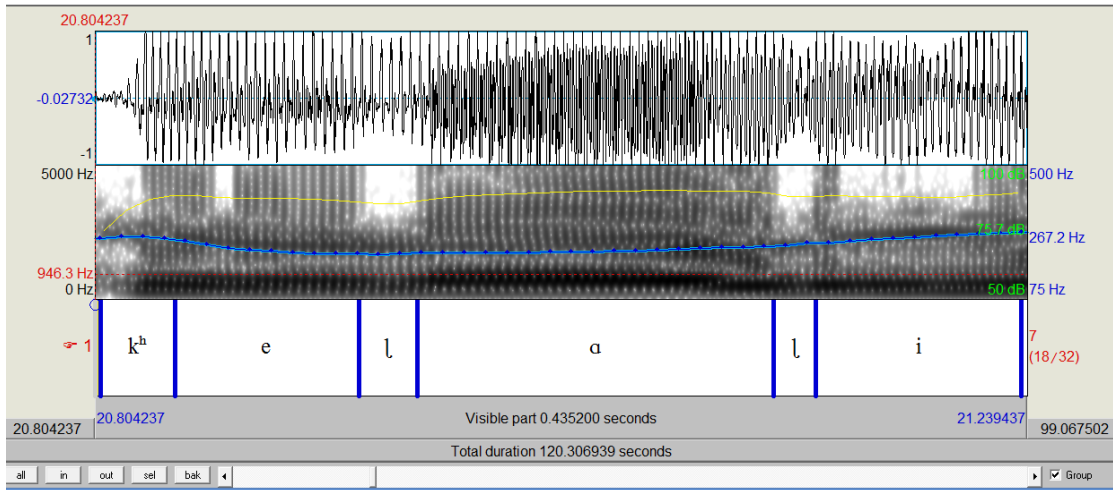 20.804237
1
-0.02732
-1
5000 Hz
100 dB 500 Hz
75.7 dB
267.2 Hz
946.3 Hz
0 Hz
50 dB 75 Hz
☞ 1
kʰ e ɭ ɑ ɭ i
7
(18/32)
20.804237 Visible part 0.435200 seconds 21.239437
20.804237 99.067502
Total duration 120.306939 seconds
all in out sel bak Group